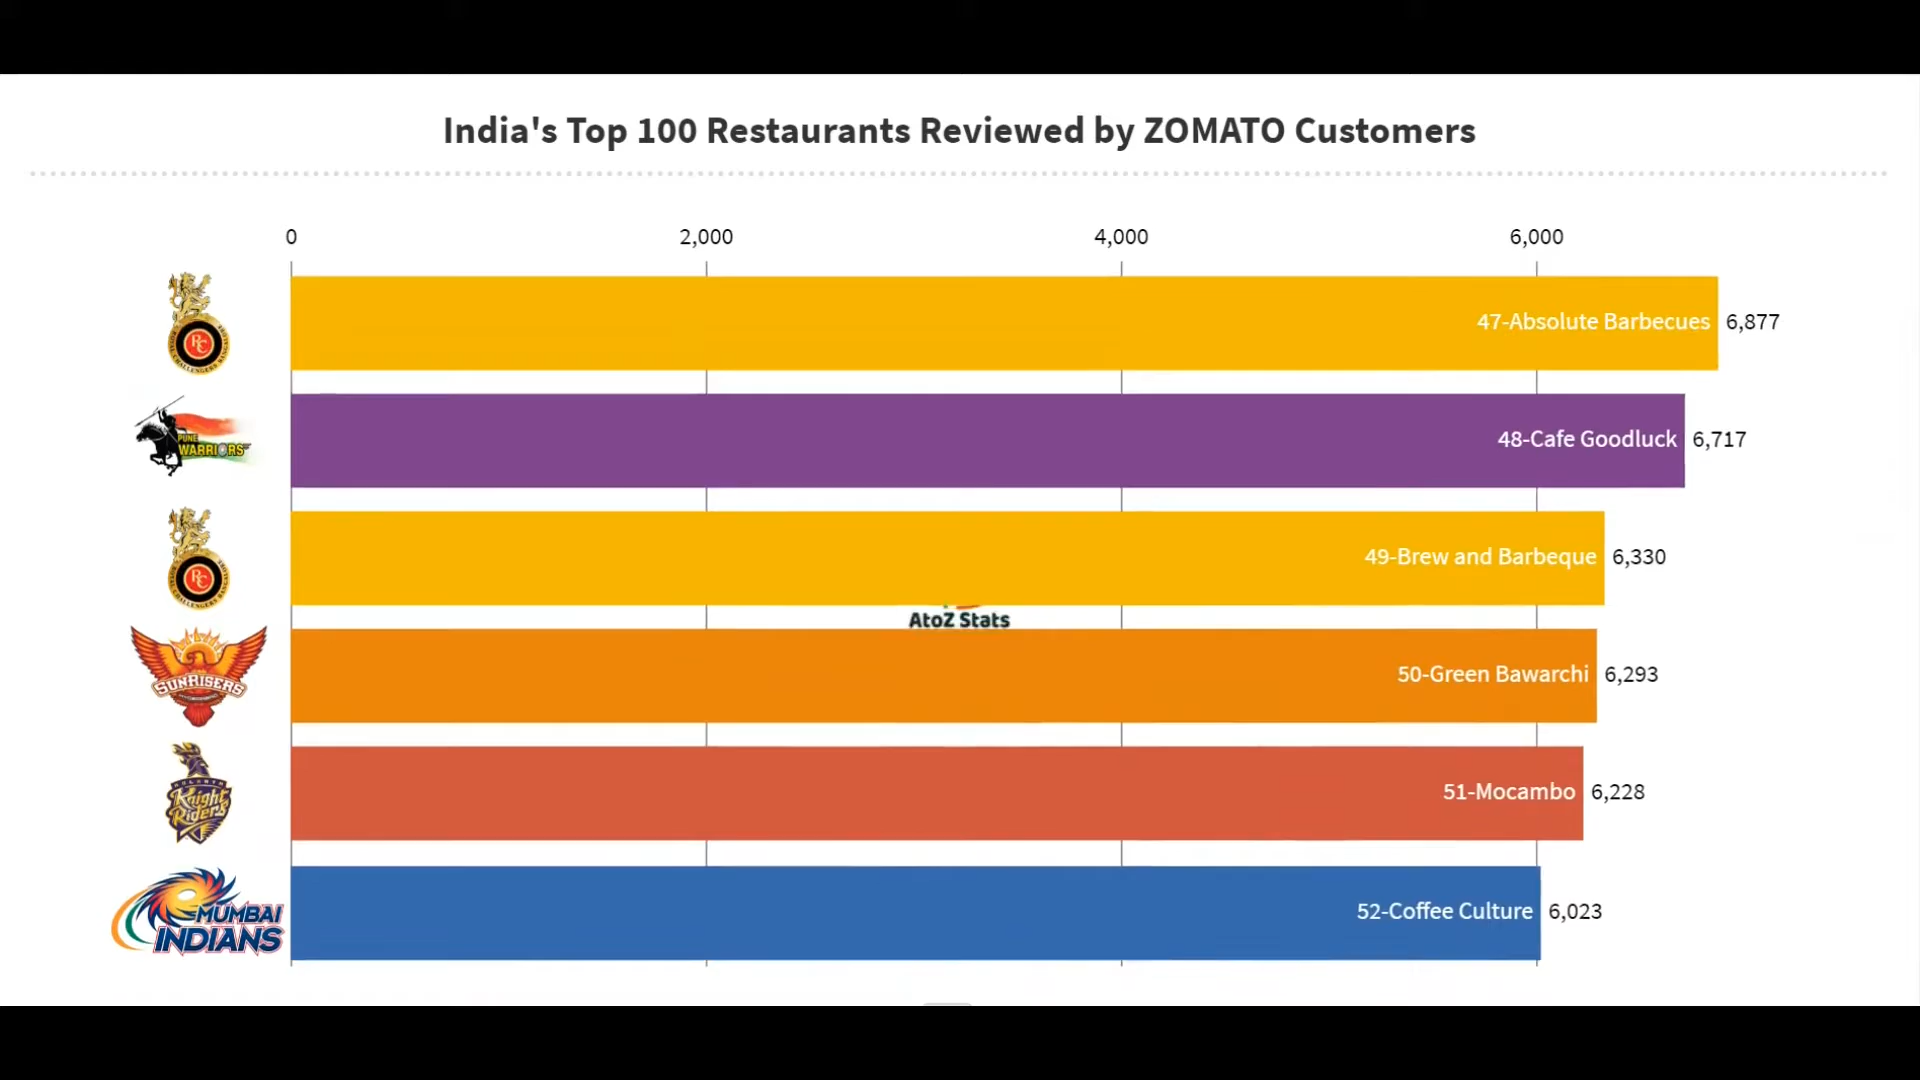 India's Top 100 Restaurants Reviewed by ZOMATO Customers
0 2,000 4,000 6,000
47-Absolute Barbecues 6,877
PUNE
WARRIORS
48-Cafe Goodluck 6,717
49-Brew and Barbeque 6,330
AtoZ Stats
SUNRISERS
50-Green Bawarchi 6,293
Knight
Riders
51-Mocambo 6,228
MUMBAI
INDIANS
52-Coffee Culture 6,023